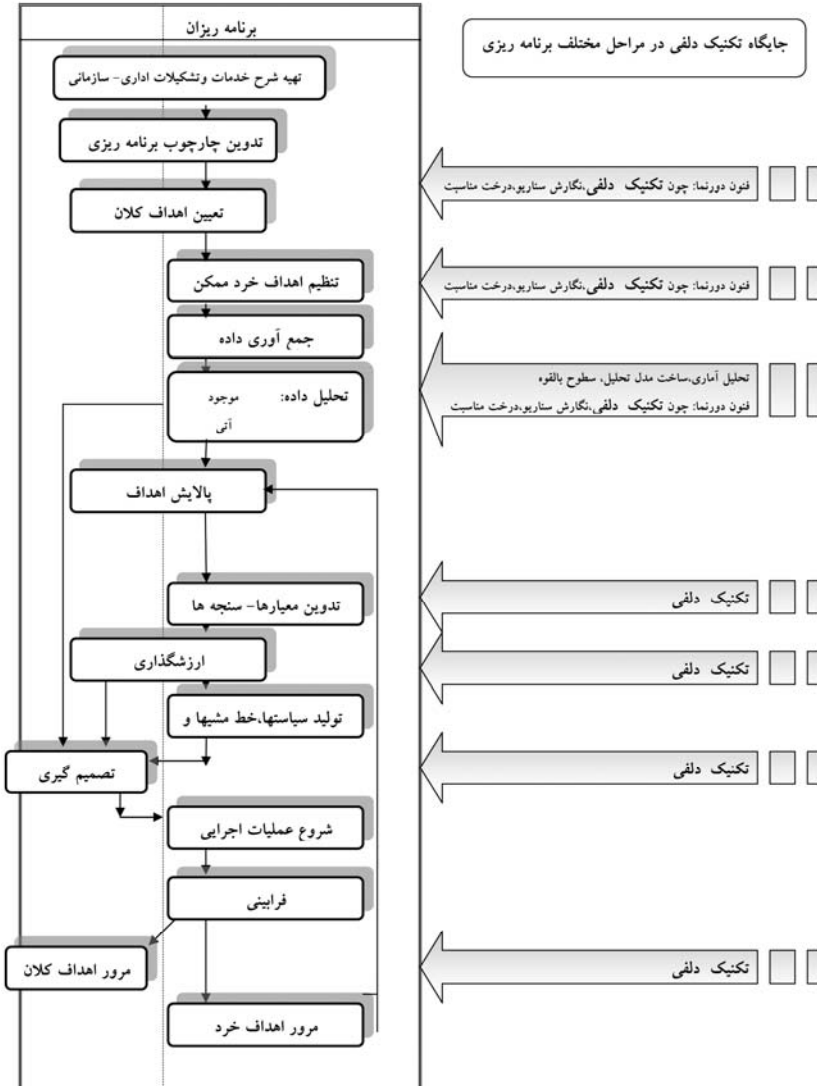 جایگاه تکنیک دلفی در مراحل مختلف برنامه ریزی
برنامه ریزان
تهیه شرح خدمات وتشکیلات اداری- سازمانی
تدوین چارچوب برنامه ریزی
فنون دورنما: چون تکنیک دلفی،نگارش سناریو،درخت مناسبت
تعیین اهداف کلان
تنظیم اهداف خرد ممکن
فنون دورنما: چون تکنیک دلفی،نگارش سناریو،درخت مناسبت
جمع آوری داده
تحلیل داده: موجود
آتی
تحلیل آماری،ساخت مدل تحلیل، سطوح بالقوه
فنون دورنما: چون تکنیک دلفی،نگارش سناریو،درخت مناسبت
پالایش اهداف
تدوین معیارها- سنجه ها
تکنیک دلفی
ارزشگذاری
تکنیک دلفی
تولید سیاستها،خط مشیها و
تصمیم گیری
تکنیک دلفی
شروع عملیات اجرایی
فرابینی
مرور اهداف کلان
تکنیک دلفی
مرور اهداف خرد